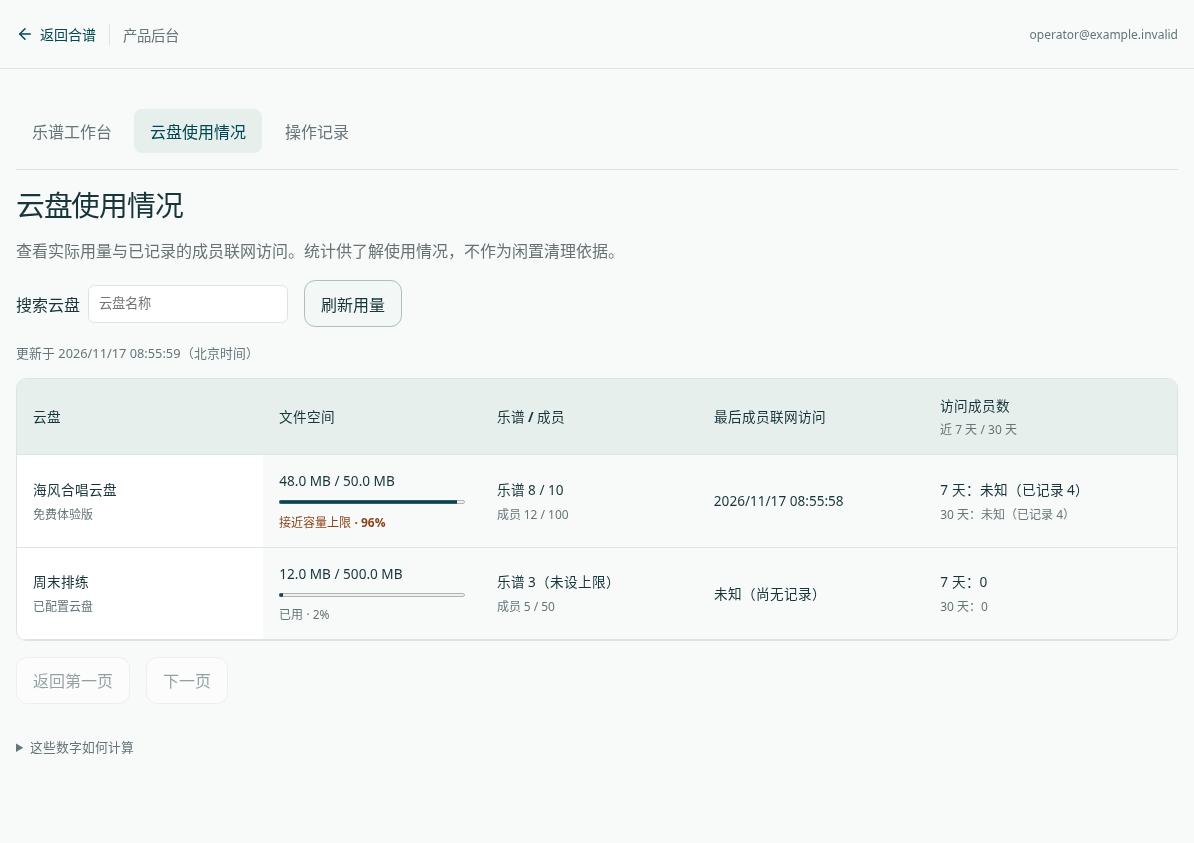 返回合谱
产品后台
operator@example.invalid
乐谱工作台
云盘使用情况
操作记录
云盘使用情况
查看实际用量与已记录的成员联网访问。统计供了解使用情况，不作为闲置清理依据。
搜索云盘
云盘名称
刷新用量
更新于 2026/11/17 08:55:59（北京时间）
云盘
文件空间
乐谱 / 成员
最后成员联网访问
访问成员数
近 7 天 / 30 天
海风合唱云盘
免费体验版
48.0 MB / 50.0 MB
接近容量上限 · 96%
乐谱 8 / 10
成员 12 / 100
2026/11/17 08:55:58
7 天：未知（已记录 4）
30 天：未知（已记录 4）
周末排练
已配置云盘
12.0 MB / 500.0 MB
已用 · 2%
乐谱 3（未设上限）
成员 5 / 50
未知（尚无记录）
7 天：0
30 天：0
返回第一页
下一页
这些数字如何计算